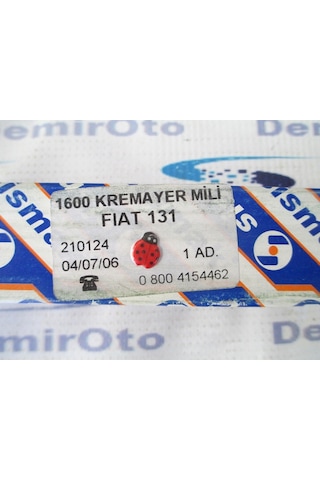 DemirOto
1600 KREMAYER MİLİ
FIAT 131
210124
1 AD.
04/07/06
0 800 4154462
DemirOto